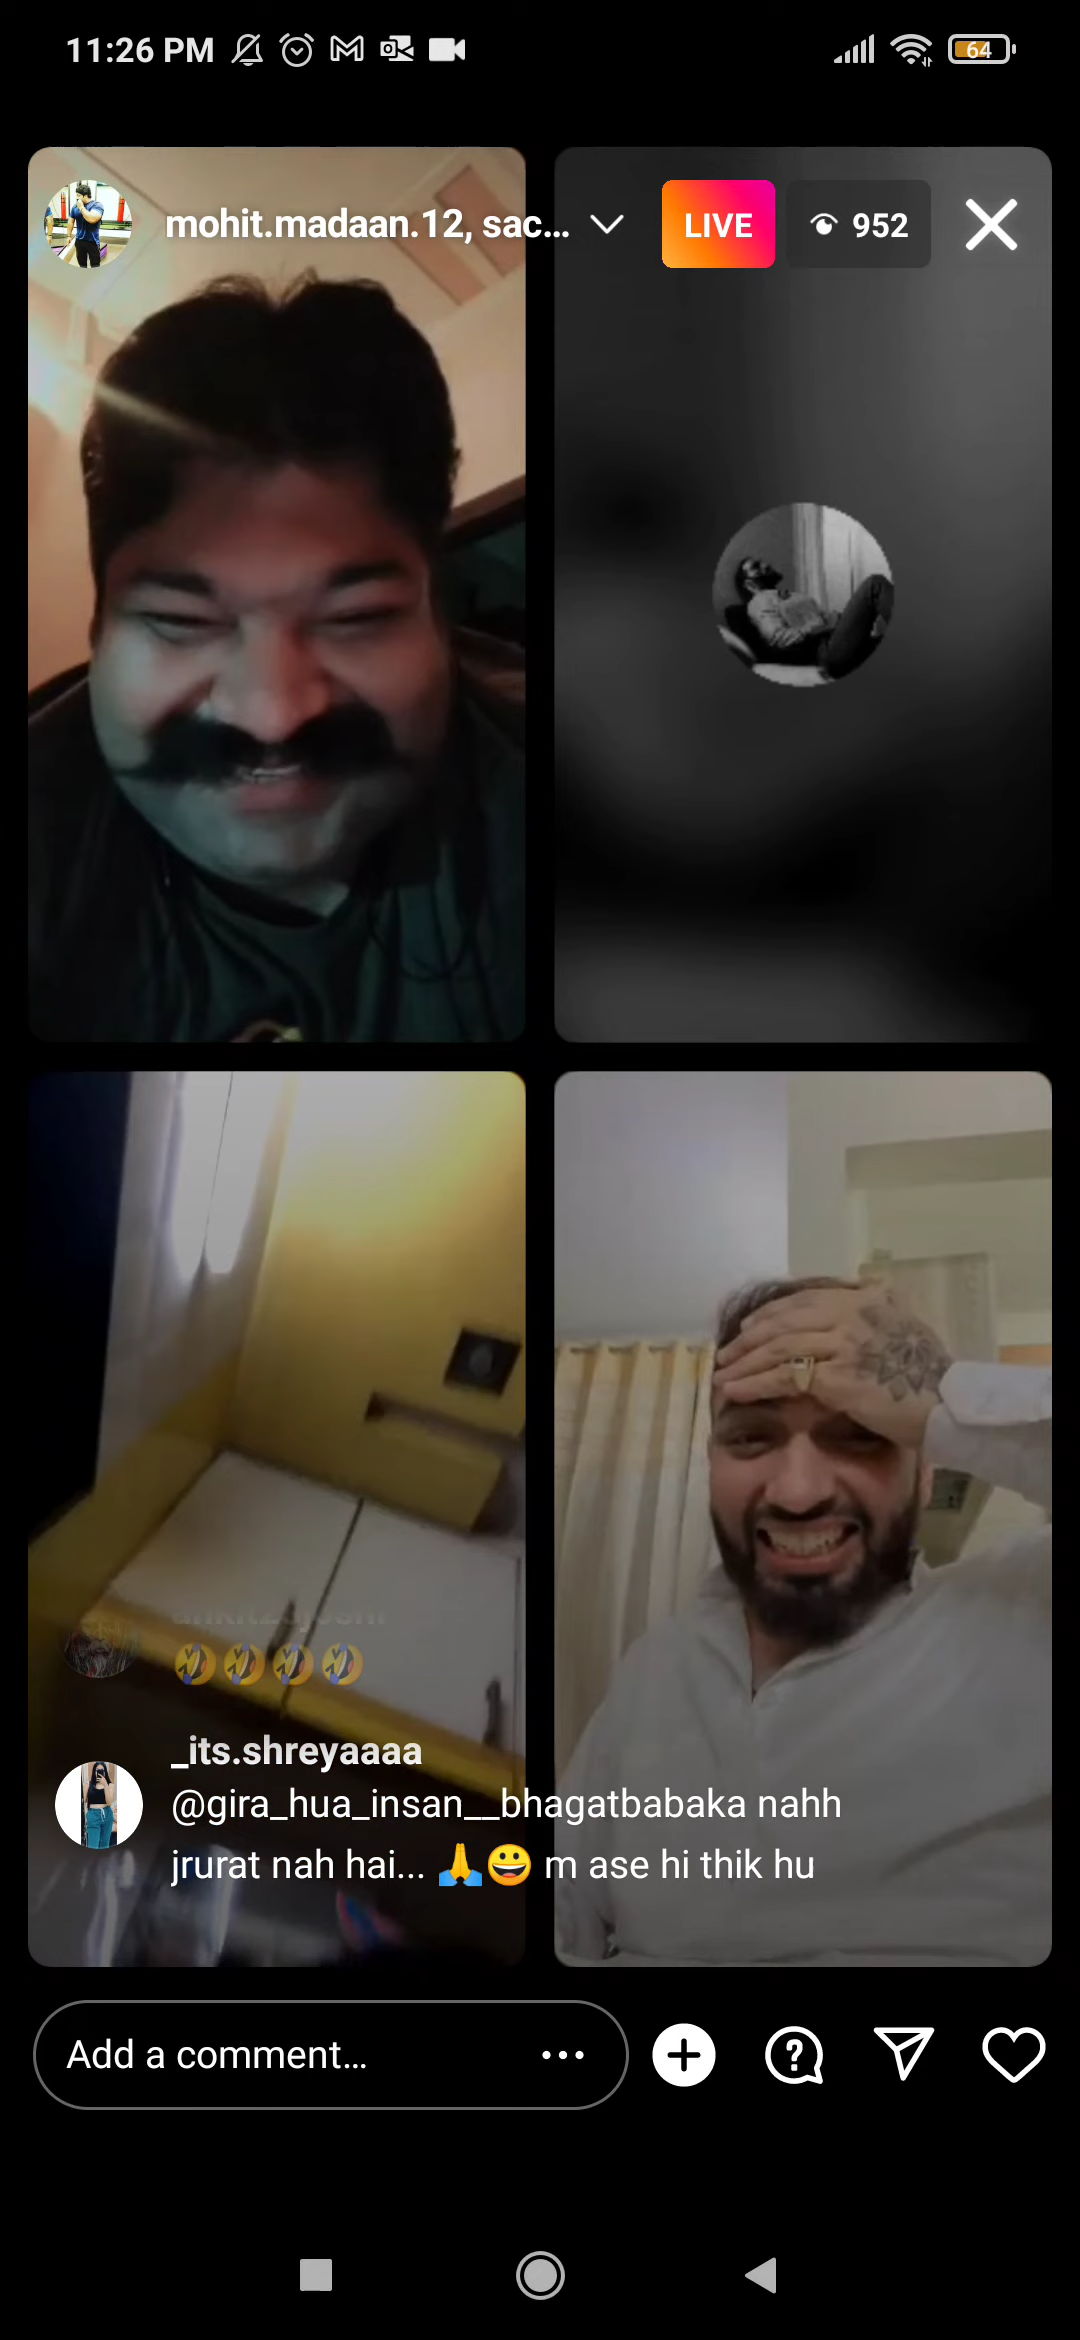 11:26 PM
64
mohit.madaan.12, sac...
LIVE
952
🤣🤣🤣🤣
_its.shreyaaaa
@gira_hua_insan__bhagatbabaka nahh
jrurat nah hai... 🙏😀 m ase hi thik hu
Add a comment...